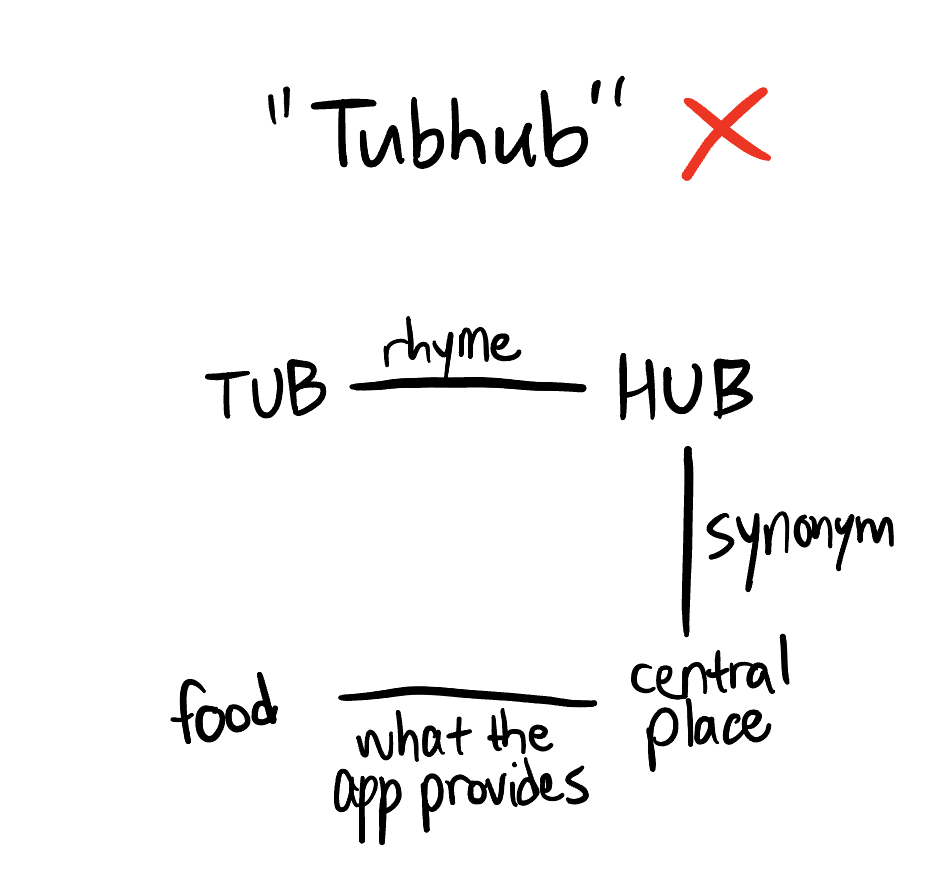 "Tubhub"
rhyme
TUB HUB
synonym
food
central
place
what the
app provides